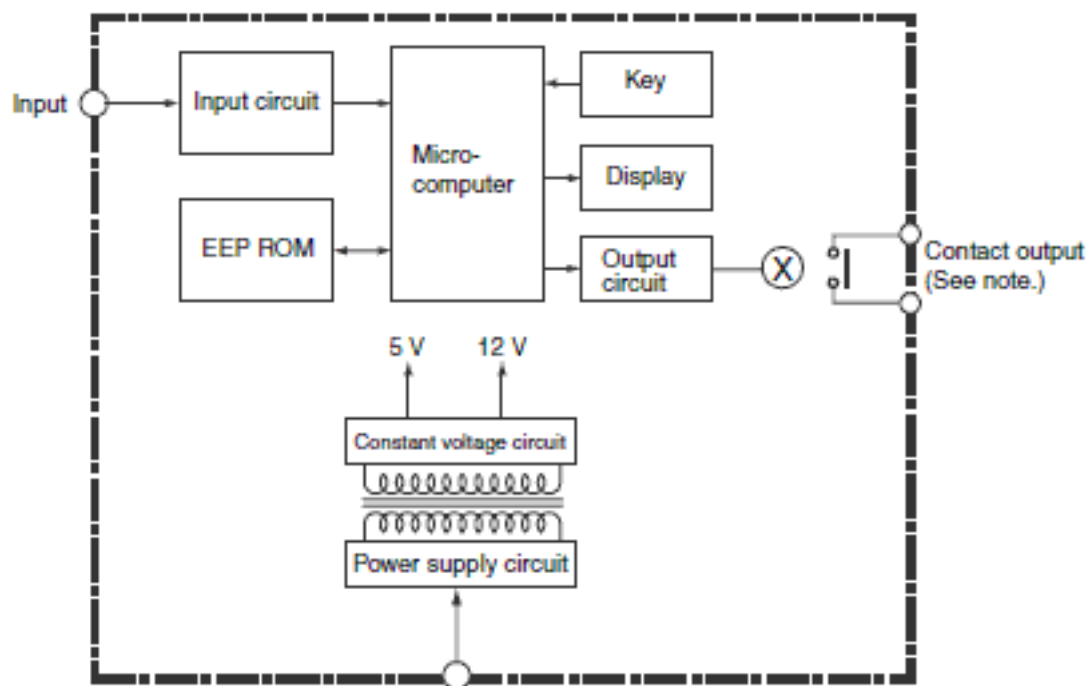 Input
Input circuit
Micro-
computer
Key
Display
EEP ROM
Output
circuit
X
Contact output
(See note.)
5 V
12 V
Constant voltage circuit
Power supply circuit